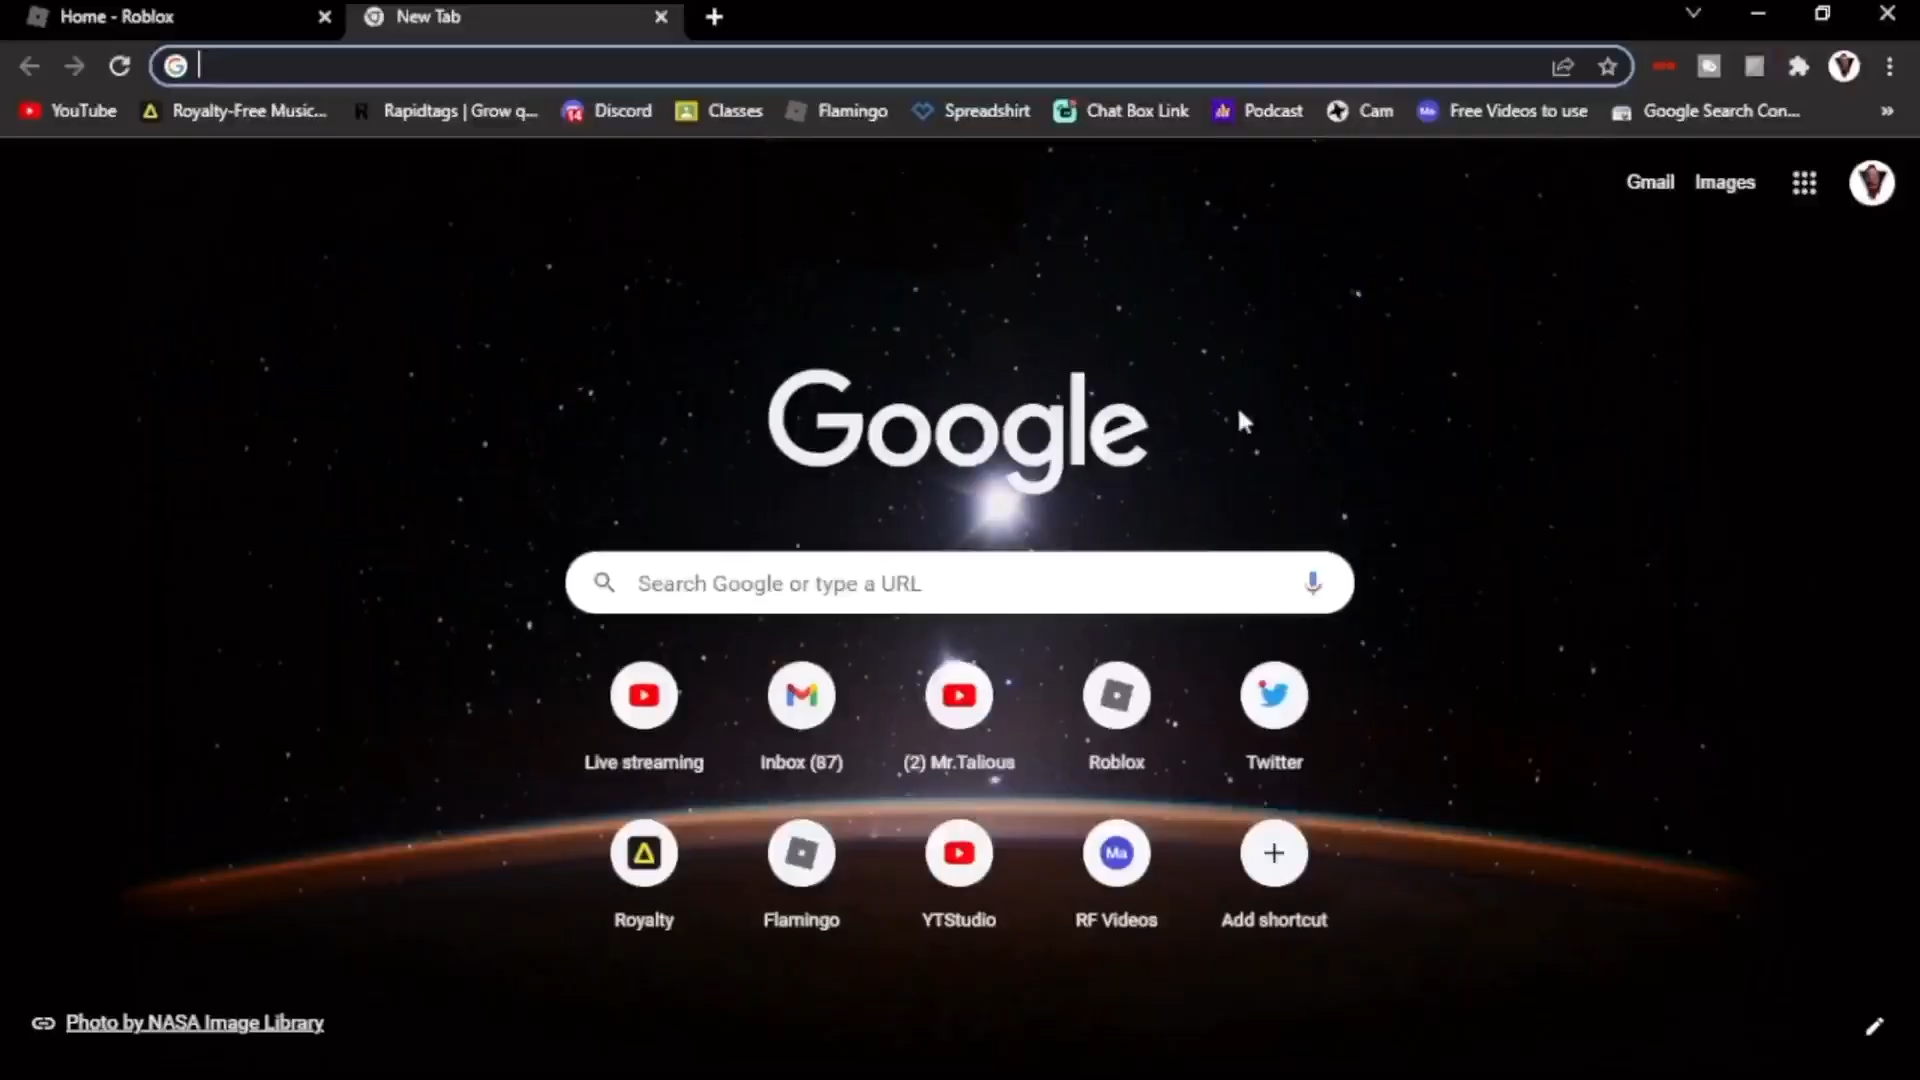 Home - Roblox
New Tab
YouTube
Royalty-Free Music...
Rapidtags | Grow q...
Discord
Classes
Flamingo
Spreadshirt
Chat Box Link
Podcast
Cam
Free Videos to use
Google Search Con...
Gmail
Images
Google
Search Google or type a URL
Live streaming
Inbox (87)
(2) Mr.Talious
Roblox
Twitter
Ma
Royalty
Flamingo
YTStudio
RF Videos
Add shortcut
Photo by NASA Image Library